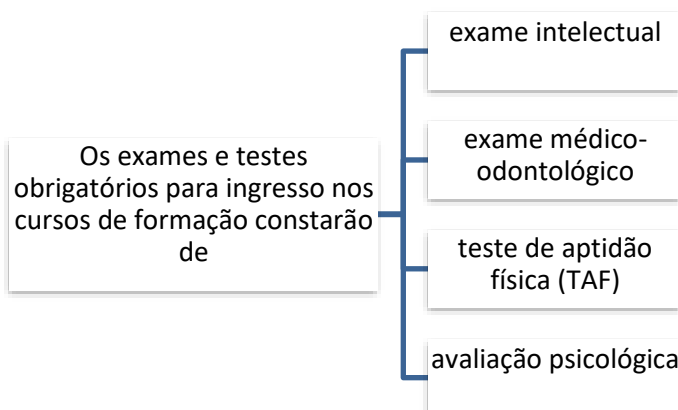 Os exames e testes
obrigatórios para ingresso nos
cursos de formação constarão
de
exame intelectual
exame médico-
odontológico
teste de aptidão
física (TAF)
avaliação psicológica